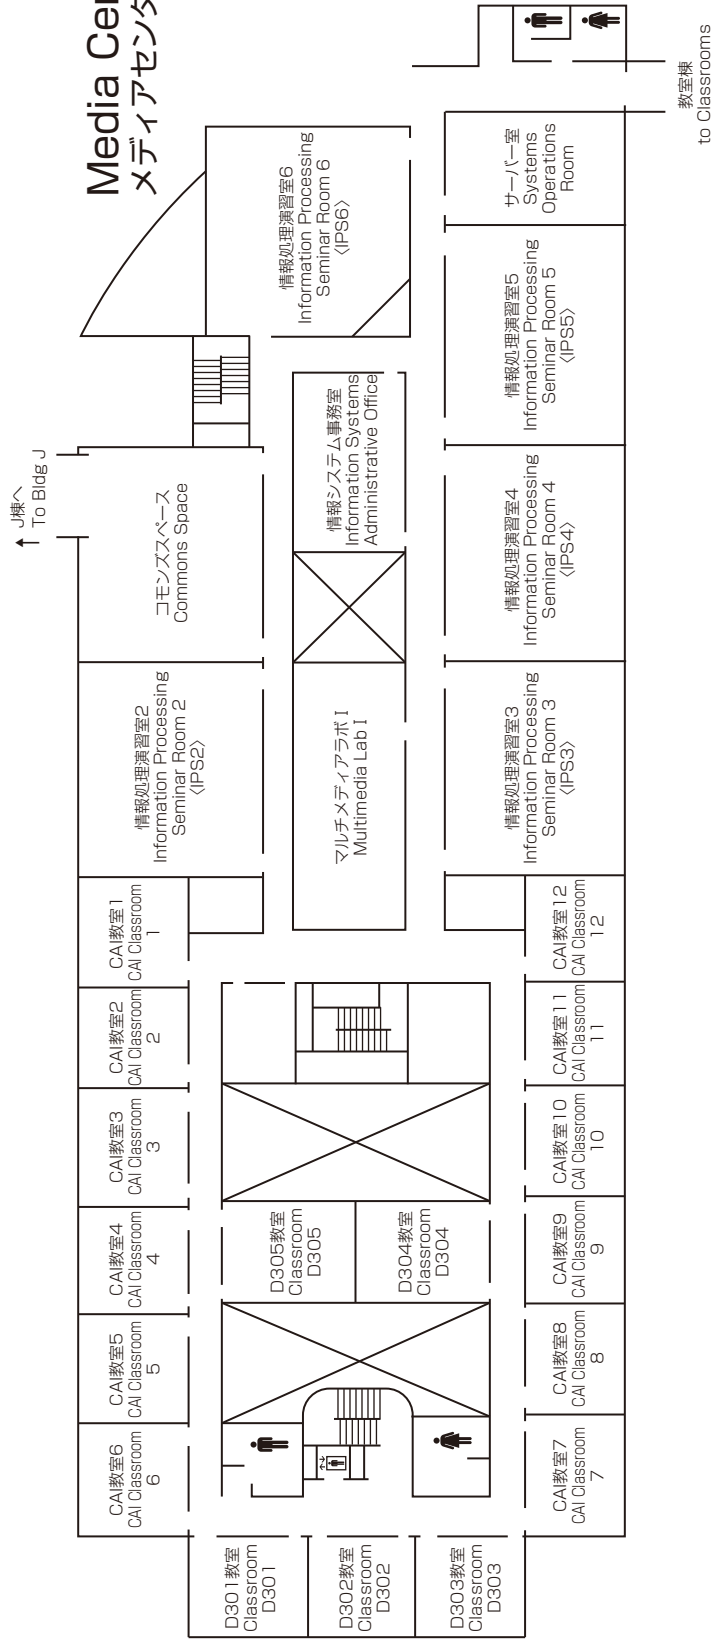 Media Cen
メディアセンタ
J棟へ
To Bldg J
CAI教室6
CAI Classroom
6
CAI教室5
CAI Classroom
5
CAI教室4
CAI Classroom
4
CAI教室3
CAI Classroom
3
CAI教室2
CAI Classroom
2
CAI教室1
CAI Classroom
1
情報処理演習室2
Information Processing
Seminar Room 2
〈IPS2〉
コモンズスペース
Commons Space
情報処理演習室6
Information Processing
Seminar Room 6
〈IPS6〉
D301教室
Classroom
D301
D302教室
Classroom
D302
D303教室
Classroom
D303
D305教室
Classroom
D305
D304教室
Classroom
D304
マルチメディアラボⅠ
Multimedia Lab Ⅰ
情報システム事務室
Information Systems
Administrative Office
CAI教室7
CAI Classroom
7
CAI教室8
CAI Classroom
8
CAI教室9
CAI Classroom
9
CAI教室10
CAI Classroom
10
CAI教室11
CAI Classroom
11
CAI教室12
CAI Classroom
12
情報処理演習室3
Information Processing
Seminar Room 3
〈IPS3〉
情報処理演習室4
Information Processing
Seminar Room 4
〈IPS4〉
情報処理演習室5
Information Processing
Seminar Room 5
〈IPS5〉
サーバー室
Systems
Operations
Room
教室棟
to Classrooms